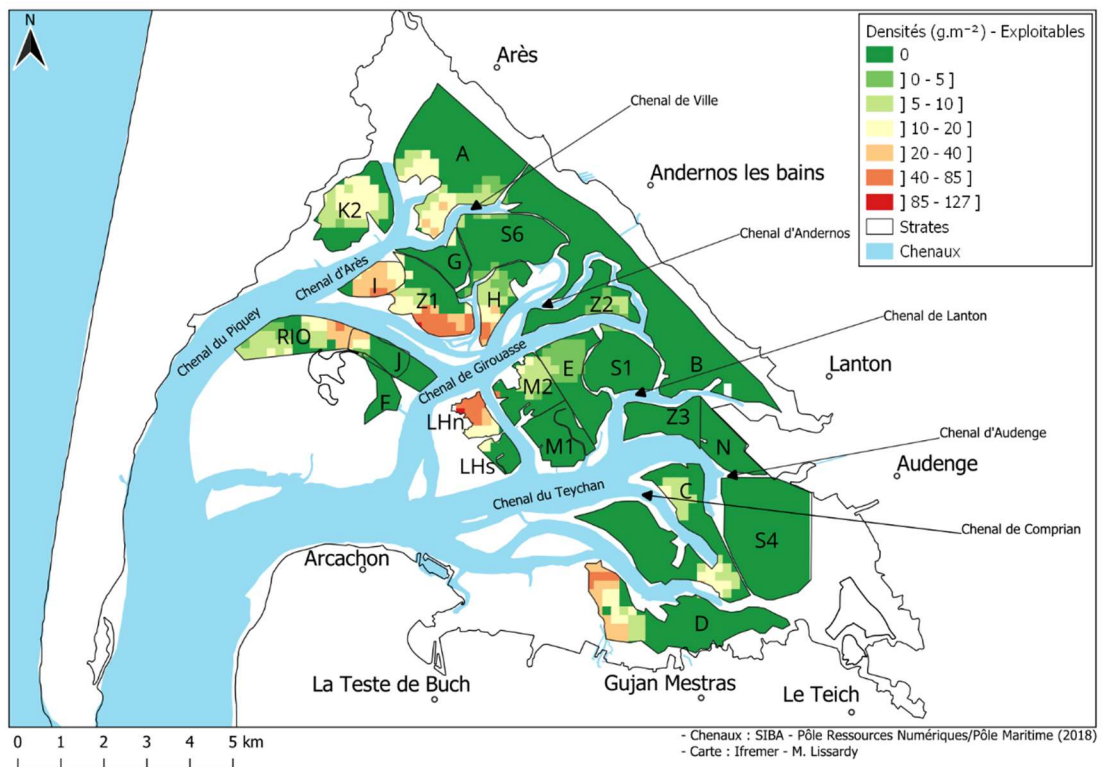 N
Densités (g.m⁻²) - Exploitables
0
] 0 - 5 ]
] 5 - 10 ]
] 10 - 20 ]
] 20 - 40 ]
] 40 - 85 ]
] 85 - 127 ]
Strates
Chenaux
Arès
Chenal de Ville
A
Andernos les bains
K2
S6
Chenal d'Andernos
G
Chenal d'Arès
I
Z1
H
Z2
Chenal de Lanton
Chenal du Piquey
RIO
J
Chenal de Girouasse
E
S1
B
Lanton
M2
F
LHn
Z3
Chenal d'Audenge
M1
N
LHs
Audenge
Chenal du Teychan
C
Chenal de Comprian
S4
Arcachon
D
La Teste de Buch
Gujan Mestras
Le Teich
0 1 2 3 4 5 km
- Chenaux : SIBA - Pôle Ressources Numériques/Pôle Maritime (2018)
- Carte : Ifremer - M. Lissardy